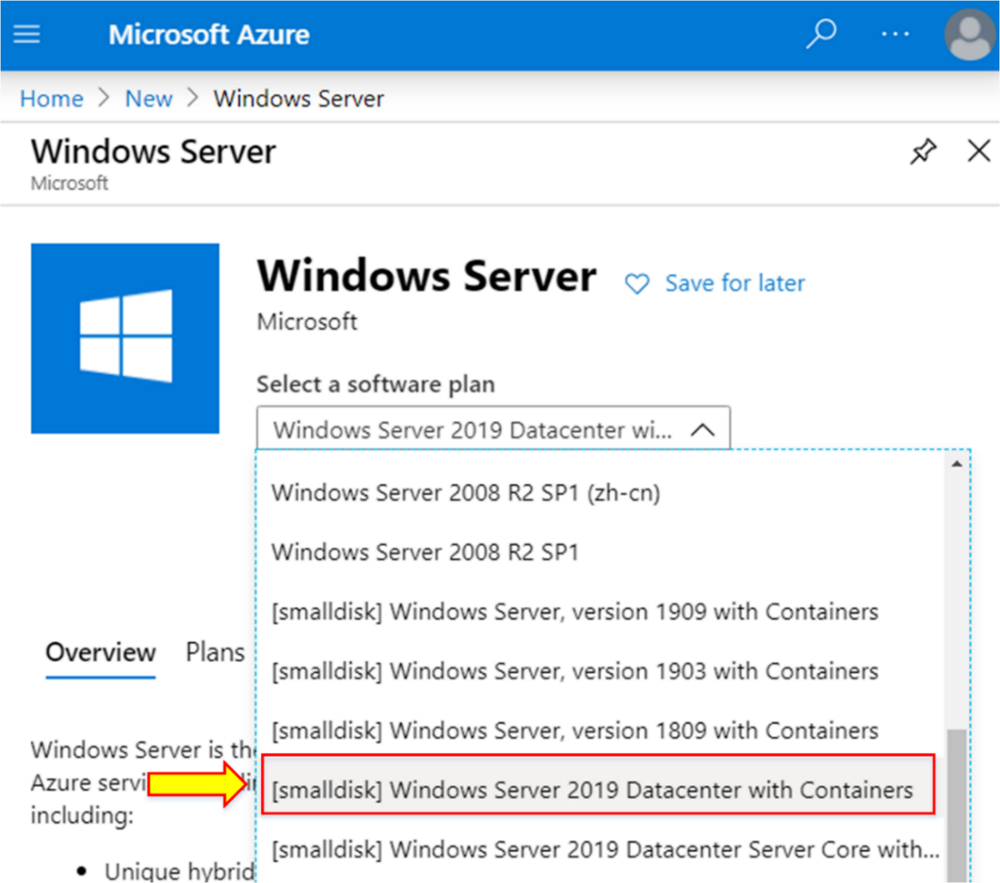 Microsoft Azure
Home > New > Windows Server
Windows Server
Microsoft
Windows Server
Save for later
Microsoft
Select a software plan
Windows Server 2019 Datacenter wi...
Windows Server 2008 R2 SP1 (zh-cn)
Windows Server 2008 R2 SP1
[smalldisk] Windows Server, version 1909 with Containers
Overview Plans
[smalldisk] Windows Server, version 1903 with Containers
[smalldisk] Windows Server, version 1809 with Containers
Windows Server is the
Azure servi
[smalldisk] Windows Server 2019 Datacenter with Containers
including:
[smalldisk] Windows Server 2019 Datacenter Server Core with...
• Unique hybrid